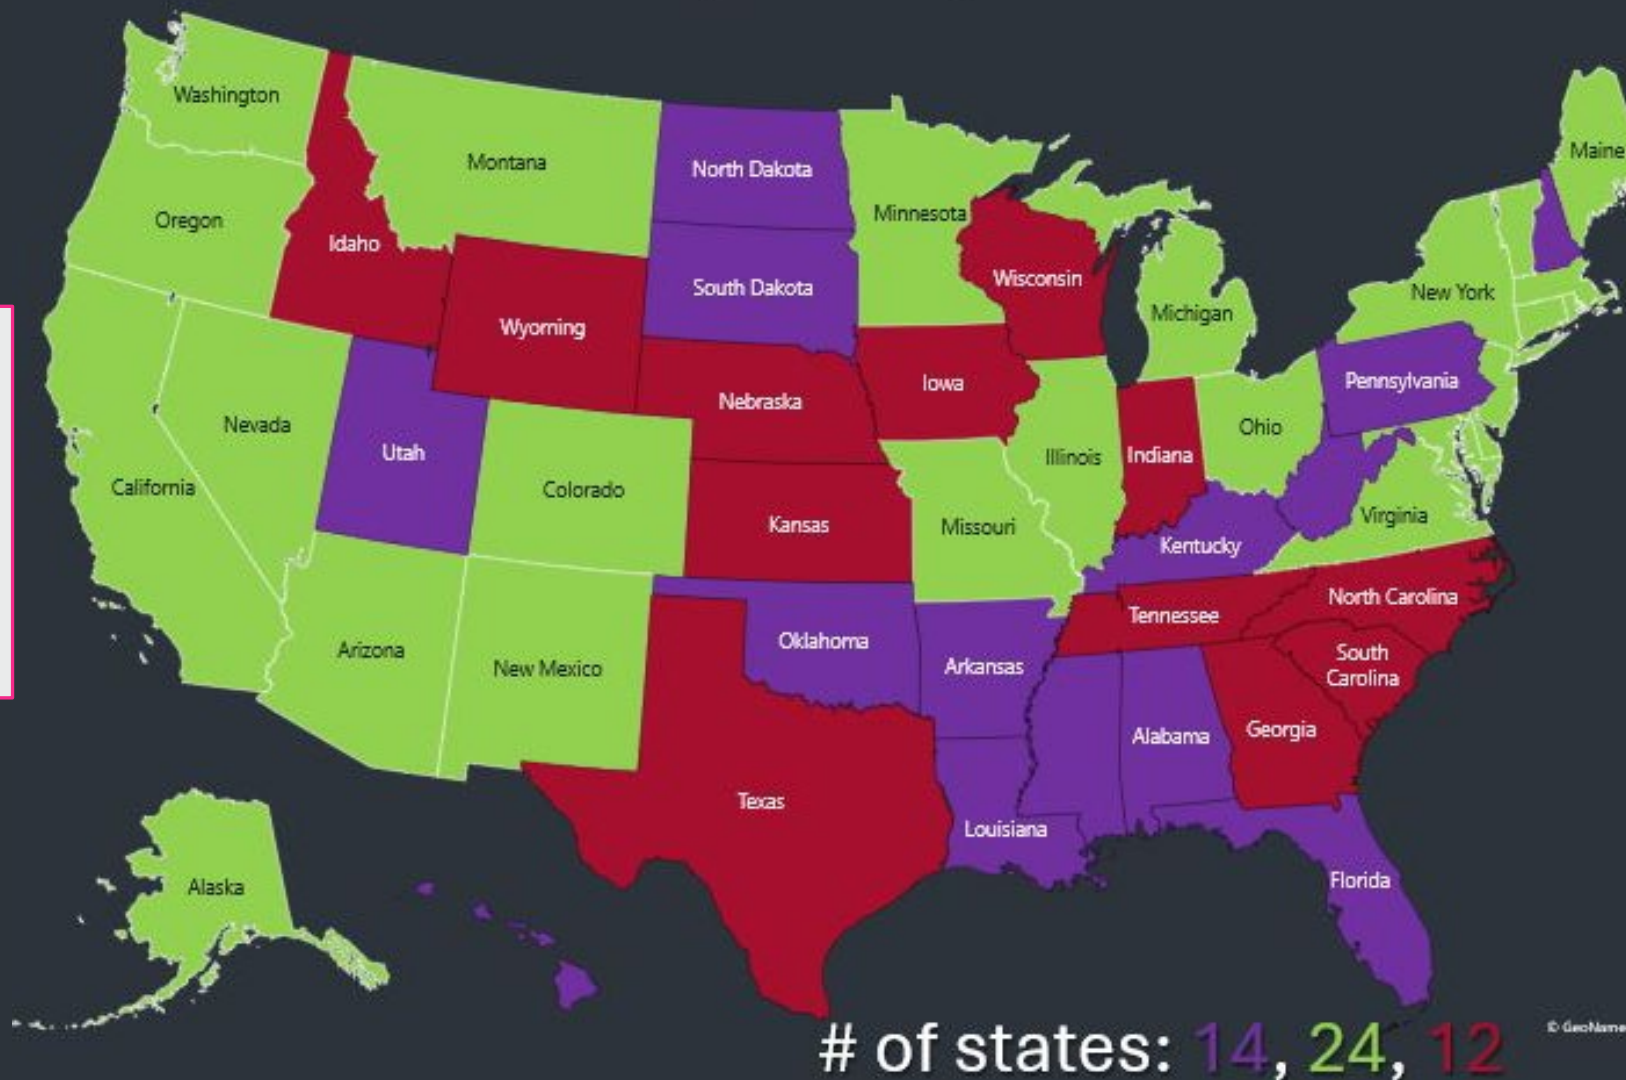 Washington
Montana
North Dakota
Minnesota
Maine
Oregon
Idaho
Wisconsin
South Dakota
New York
Michigan
Wyoming
Iowa
Pennsylvania
Nebraska
Nevada
Ohio
Utah
Illinois
Indiana
California
Colorado
Kansas
Missouri
Virginia
Kentucky
North Carolina
Tennessee
Arizona
New Mexico
Oklahoma
Arkansas
South
Carolina
Georgia
Alabama
Texas
Louisiana
Florida
Alaska
© GeoName
# of states: 14, 24, 12